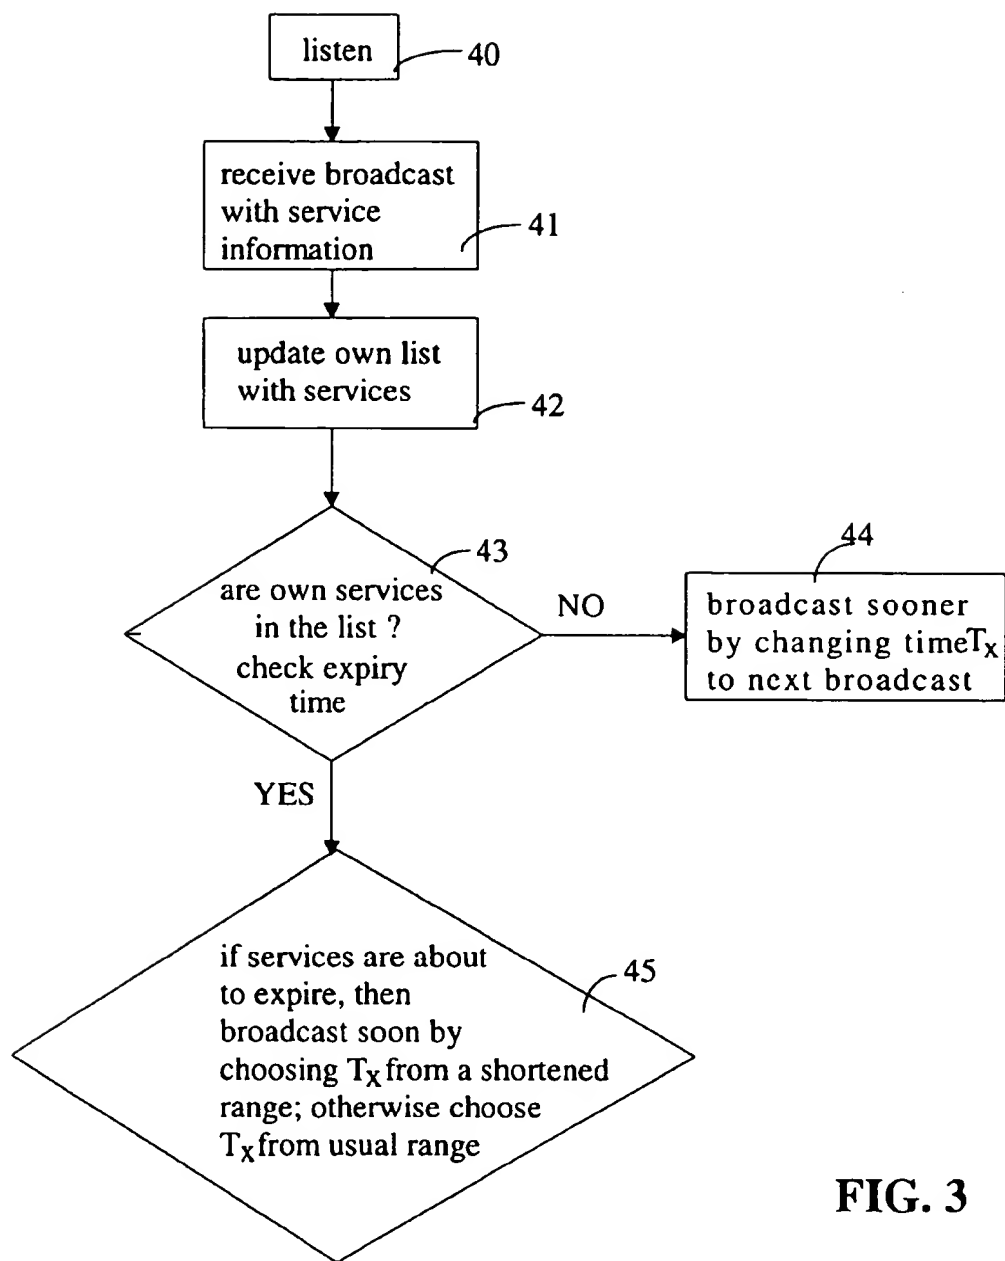 listen
40
receive broadcast
with service
information
41
update own list
with services
42
43
are own services
in the list ?
check expiry
time
NO
44
broadcast sooner
by changing timeTx
to next broadcast
YES
45
if services are about
to expire, then
broadcast soon by
choosing Tx from a shortened
range; otherwise choose
Tx from usual range
FIG. 3